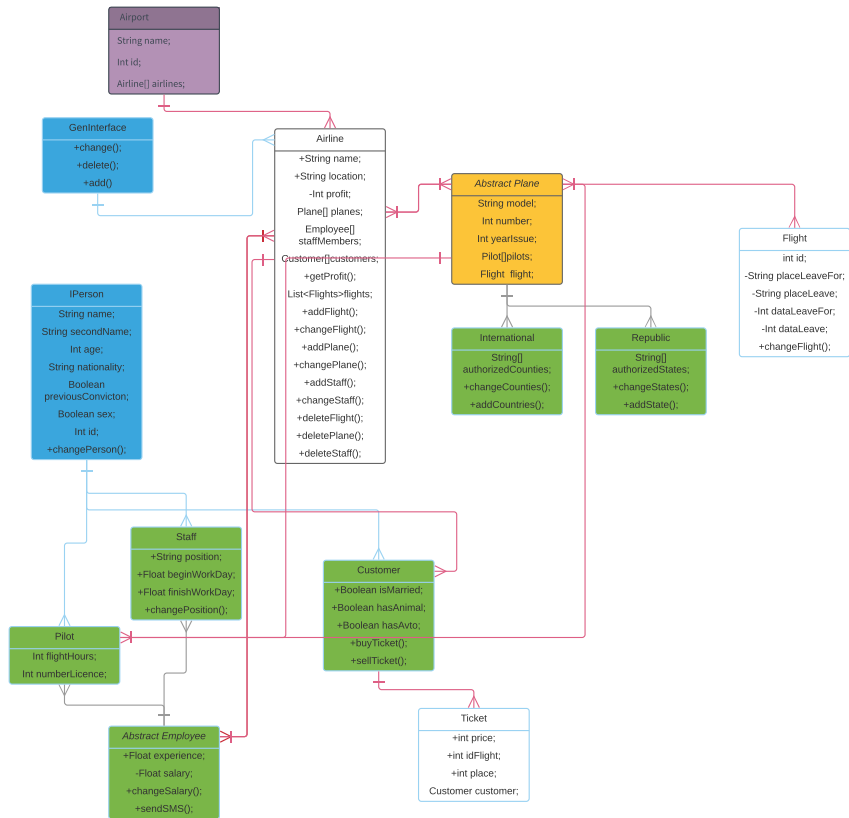 Airport
String name;
Int id;
Airline[] airlines;
GenInterface
+change();
+delete();
+add()
Airline
+String name;
+String location;
-Int profit;
Plane[] planes;
Employee[]
staffMembers;
Customer[]customers;
+getProfit();
List<Flights>flights;
+addFlight();
+changeFlight();
+addPlane();
+changePlane();
+addStaff();
+changeStaff();
+deleteFlight();
+deletePlane();
+deleteStaff();
Abstract Plane
String model;
Int number;
Int yearIssue;
Pilot[]pilots;
Flight flight;
Flight
int id;
-String placeLeaveFor;
-String placeLeave;
-Int dataLeaveFor;
-Int dataLeave;
+changeFlight();
IPerson
String name;
String secondName;
Int age;
String nationality;
Boolean
previousConvicton;
Boolean sex;
Int id;
+changePerson();
International
String[]
authorizedCounties;
+changeCounties();
+addCountries();
Republic
String[]
authorizedStates;
+changeStates();
+addState();
Staff
+String position;
+Float beginWorkDay;
+Float finishWorkDay;
+changePosition();
Customer
+Boolean isMarried;
+Boolean hasAnimal;
+Boolean hasAvto;
+buyTicket();
+sellTicket();
Pilot
Int flightHours;
Int numberLicence;
Ticket
+int price;
+int idFlight;
+int place;
Customer customer;
Abstract Employee
+Float experience;
-Float salary;
+changeSalary();
+sendSMS();